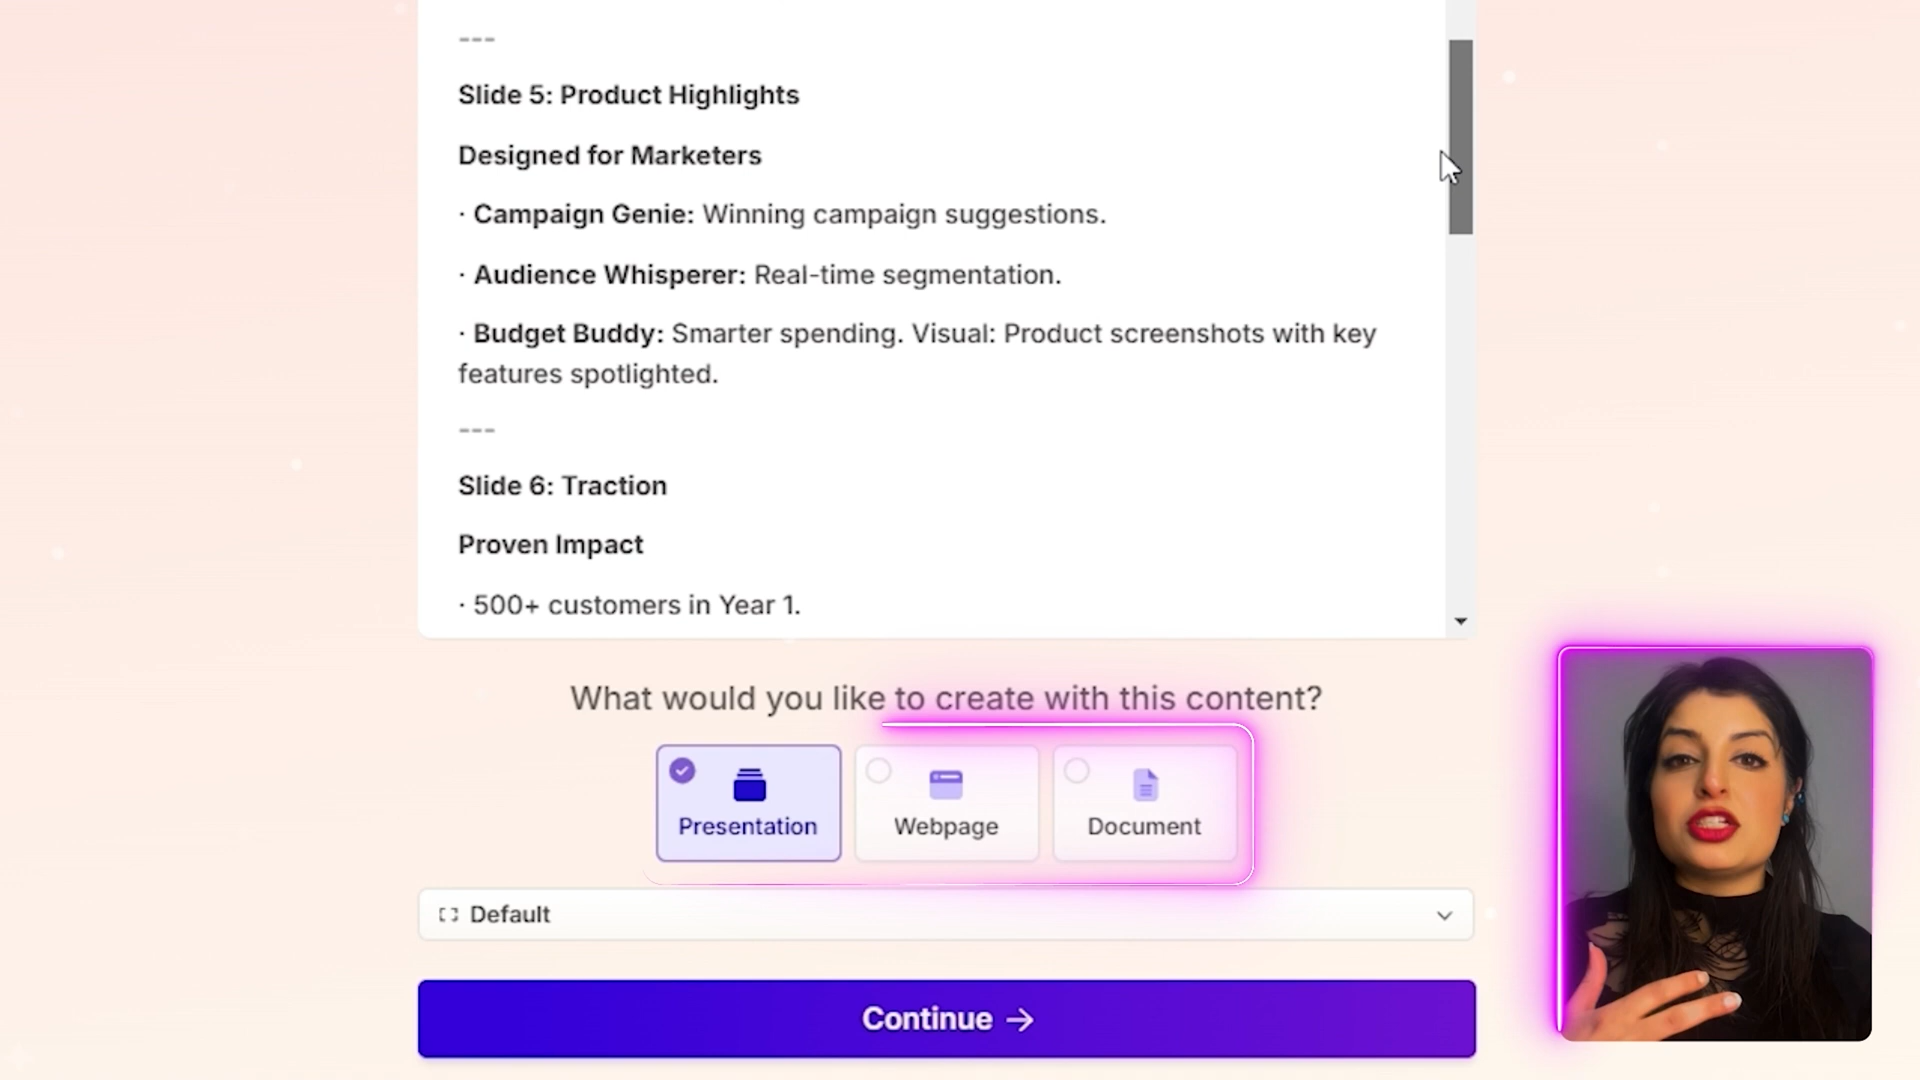 ---
Slide 5: Product Highlights
Designed for Marketers
· Campaign Genie: Winning campaign suggestions.
· Audience Whisperer: Real-time segmentation.
· Budget Buddy: Smarter spending. Visual: Product screenshots with key
features spotlighted.
---
Slide 6: Traction
Proven Impact
· 500+ customers in Year 1.
What would you like to create with this content?
Presentation
Webpage
Document
Default
Continue →